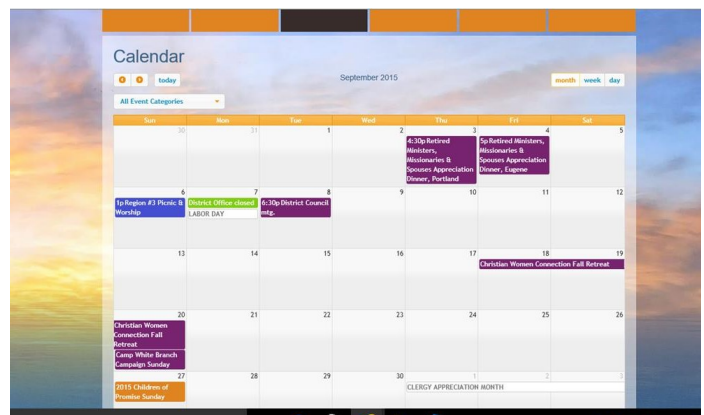 Calendar
today
September 2015
month week day
All Event Categories
Sun Mon Tue Wed Thu Fri Sat
30 31 1 2 3 4 5
4:30p Retired
Ministers,
Missionaries &
Spouses Appreciation
Dinner, Portland
5p Retired Ministers,
Missionaries &
Spouses Appreciation
Dinner, Eugene
6 7 8 9 10 11 12
1p Region #3 Picnic &
Worship
District Office closed
LABOR DAY
6:30p District Council
mtg.
13 14 15 16 17 18 19
Christian Women Connection Fall Retreat
20 21 22 23 24 25 26
Christian Women
Connection Fall
Retreat
Camp White Branch
Campaign Sunday
27 28 29 30 1 2 3
2015 Children of
Promise Sunday
CLERGY APPRECIATION MONTH